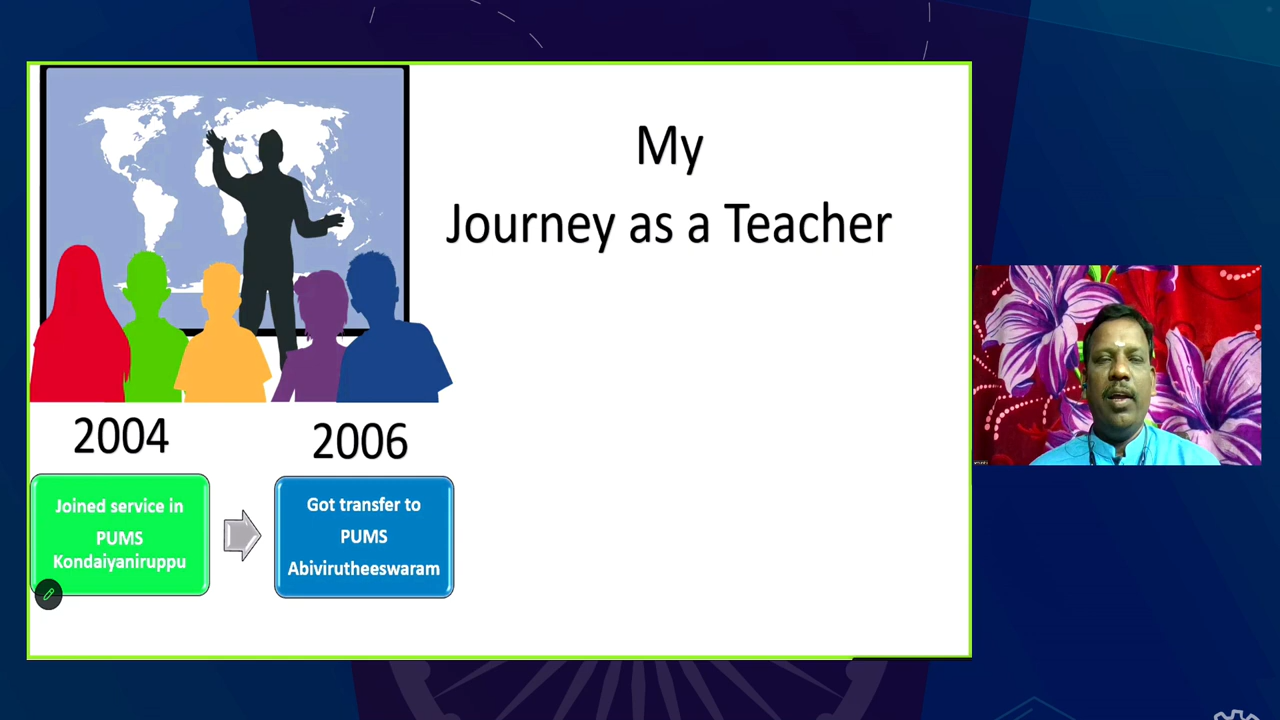 My
Journey as a Teacher
2004
2006
Joined service in
PUMS
Kondaiyaniruppu
Got transfer to
PUMS
Abivirutheeswaram